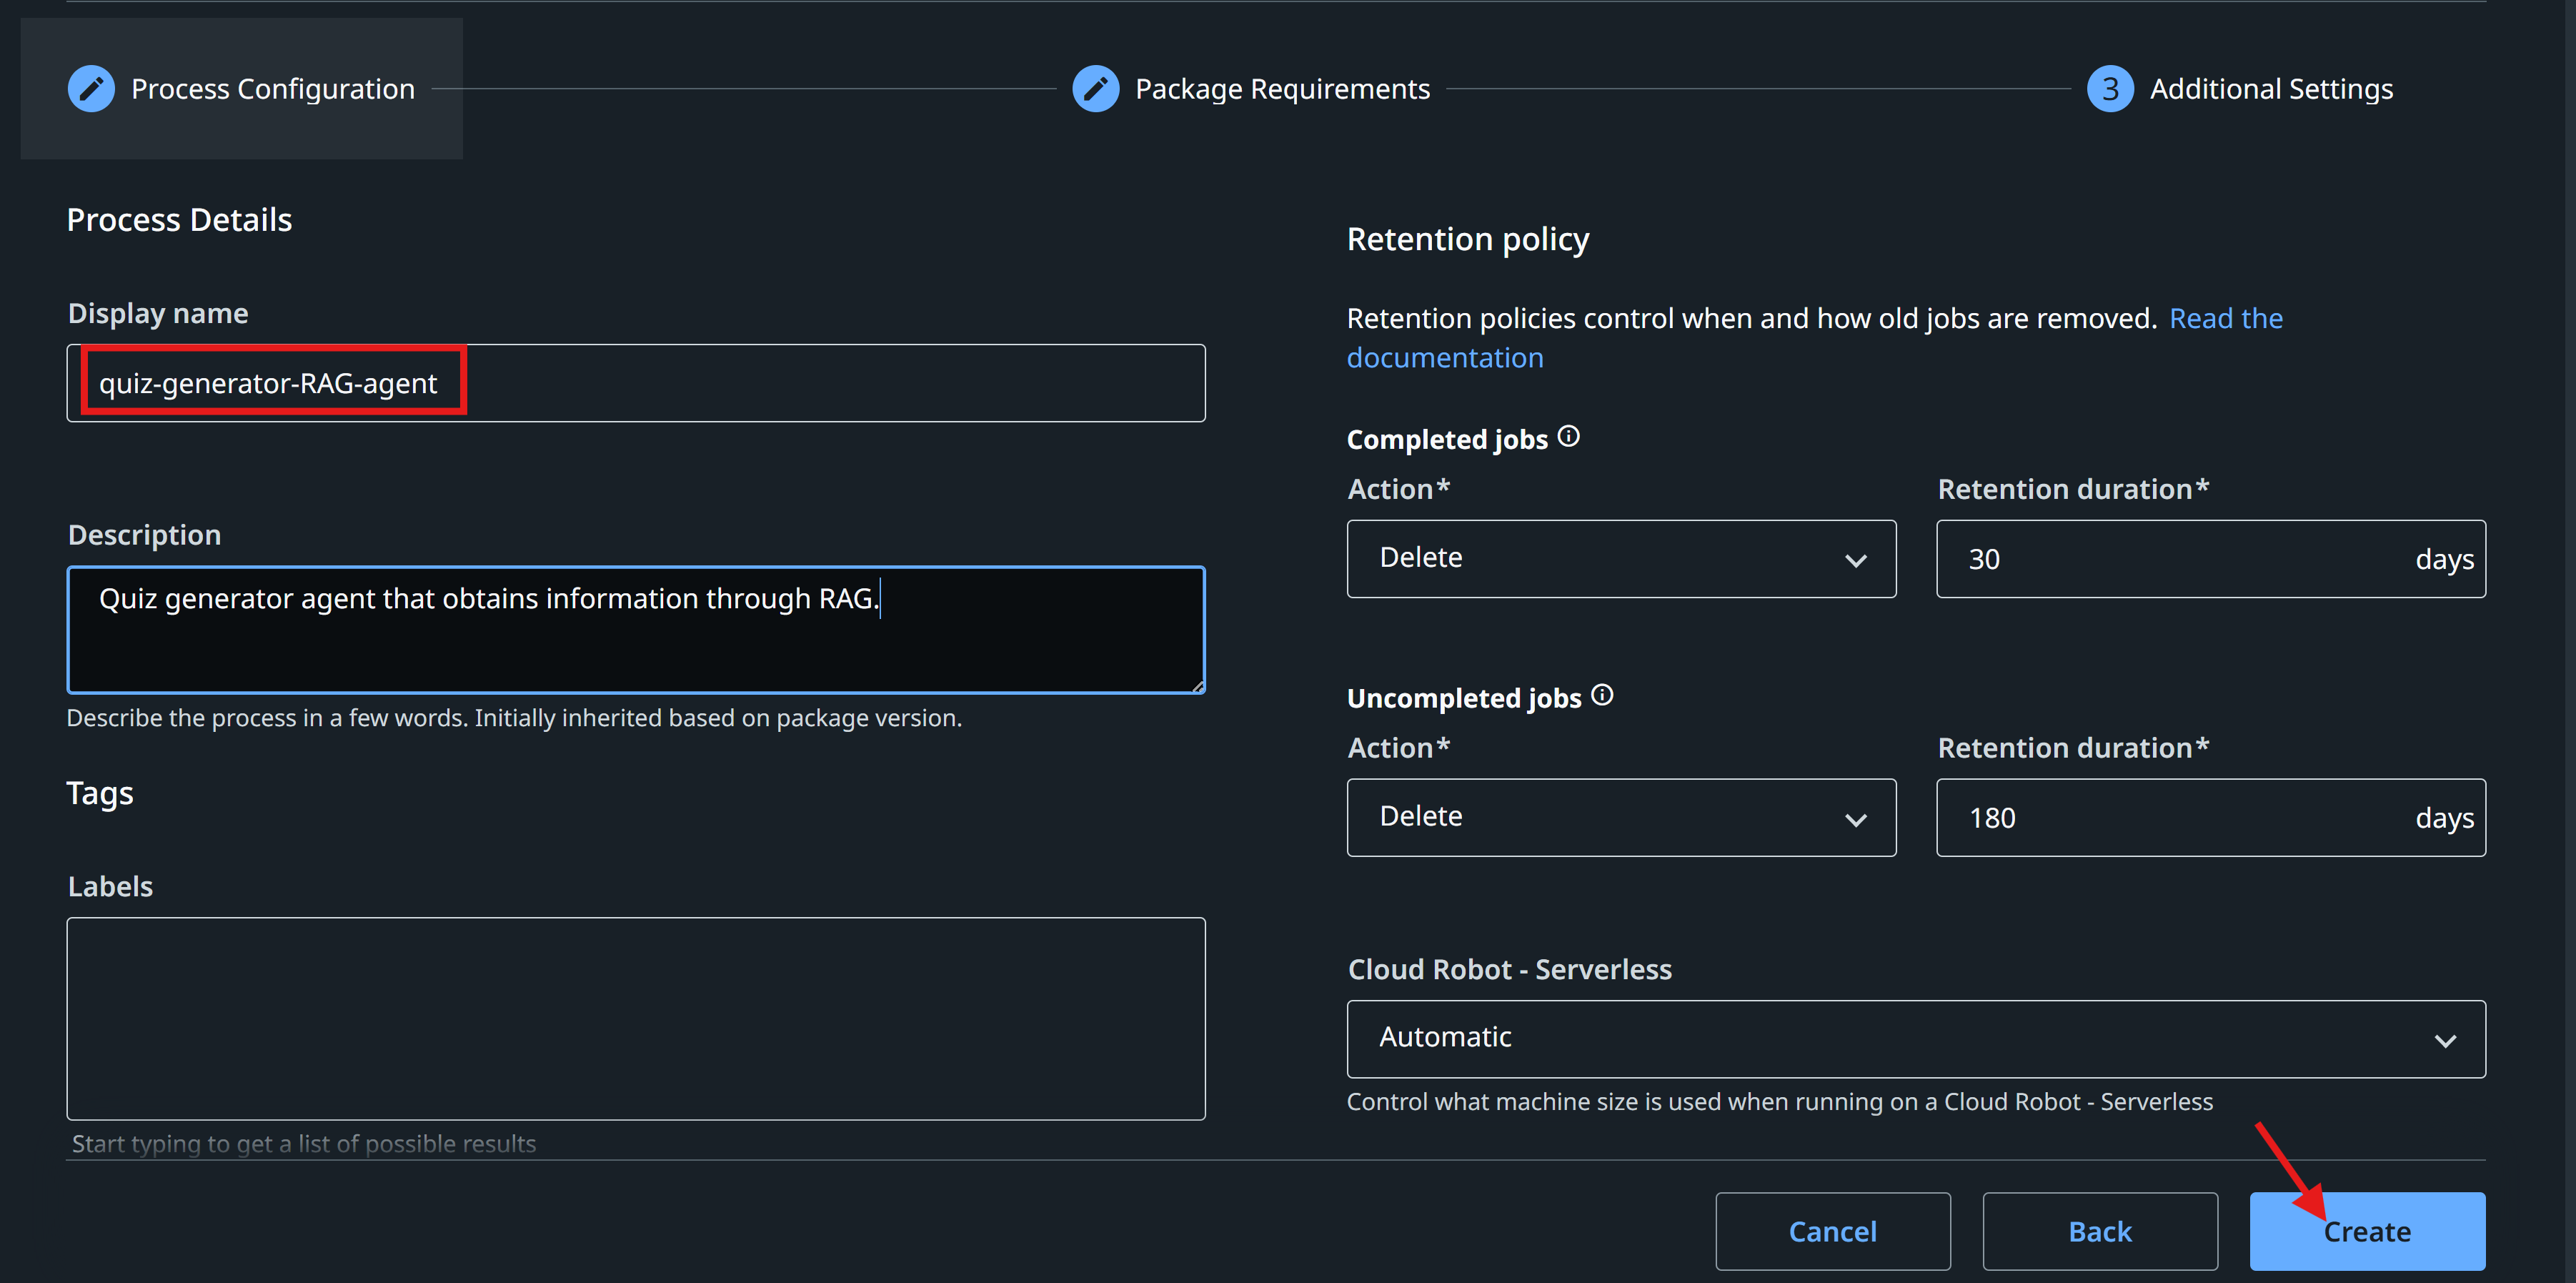 Process Configuration
Package Requirements
3 Additional Settings
Process Details
Display name
quiz-generator-RAG-agent
Description
Quiz generator agent that obtains information through RAG.
Describe the process in a few words. Initially inherited based on package version.
Tags
Labels
Start typing to get a list of possible results
Retention policy
Retention policies control when and how old jobs are removed. Read the
documentation
Completed jobs
Action* Retention duration*
Delete 30 days
Uncompleted jobs
Action* Retention duration*
Delete 180 days
Cloud Robot - Serverless
Automatic
Control what machine size is used when running on a Cloud Robot - Serverless
Cancel Back Create